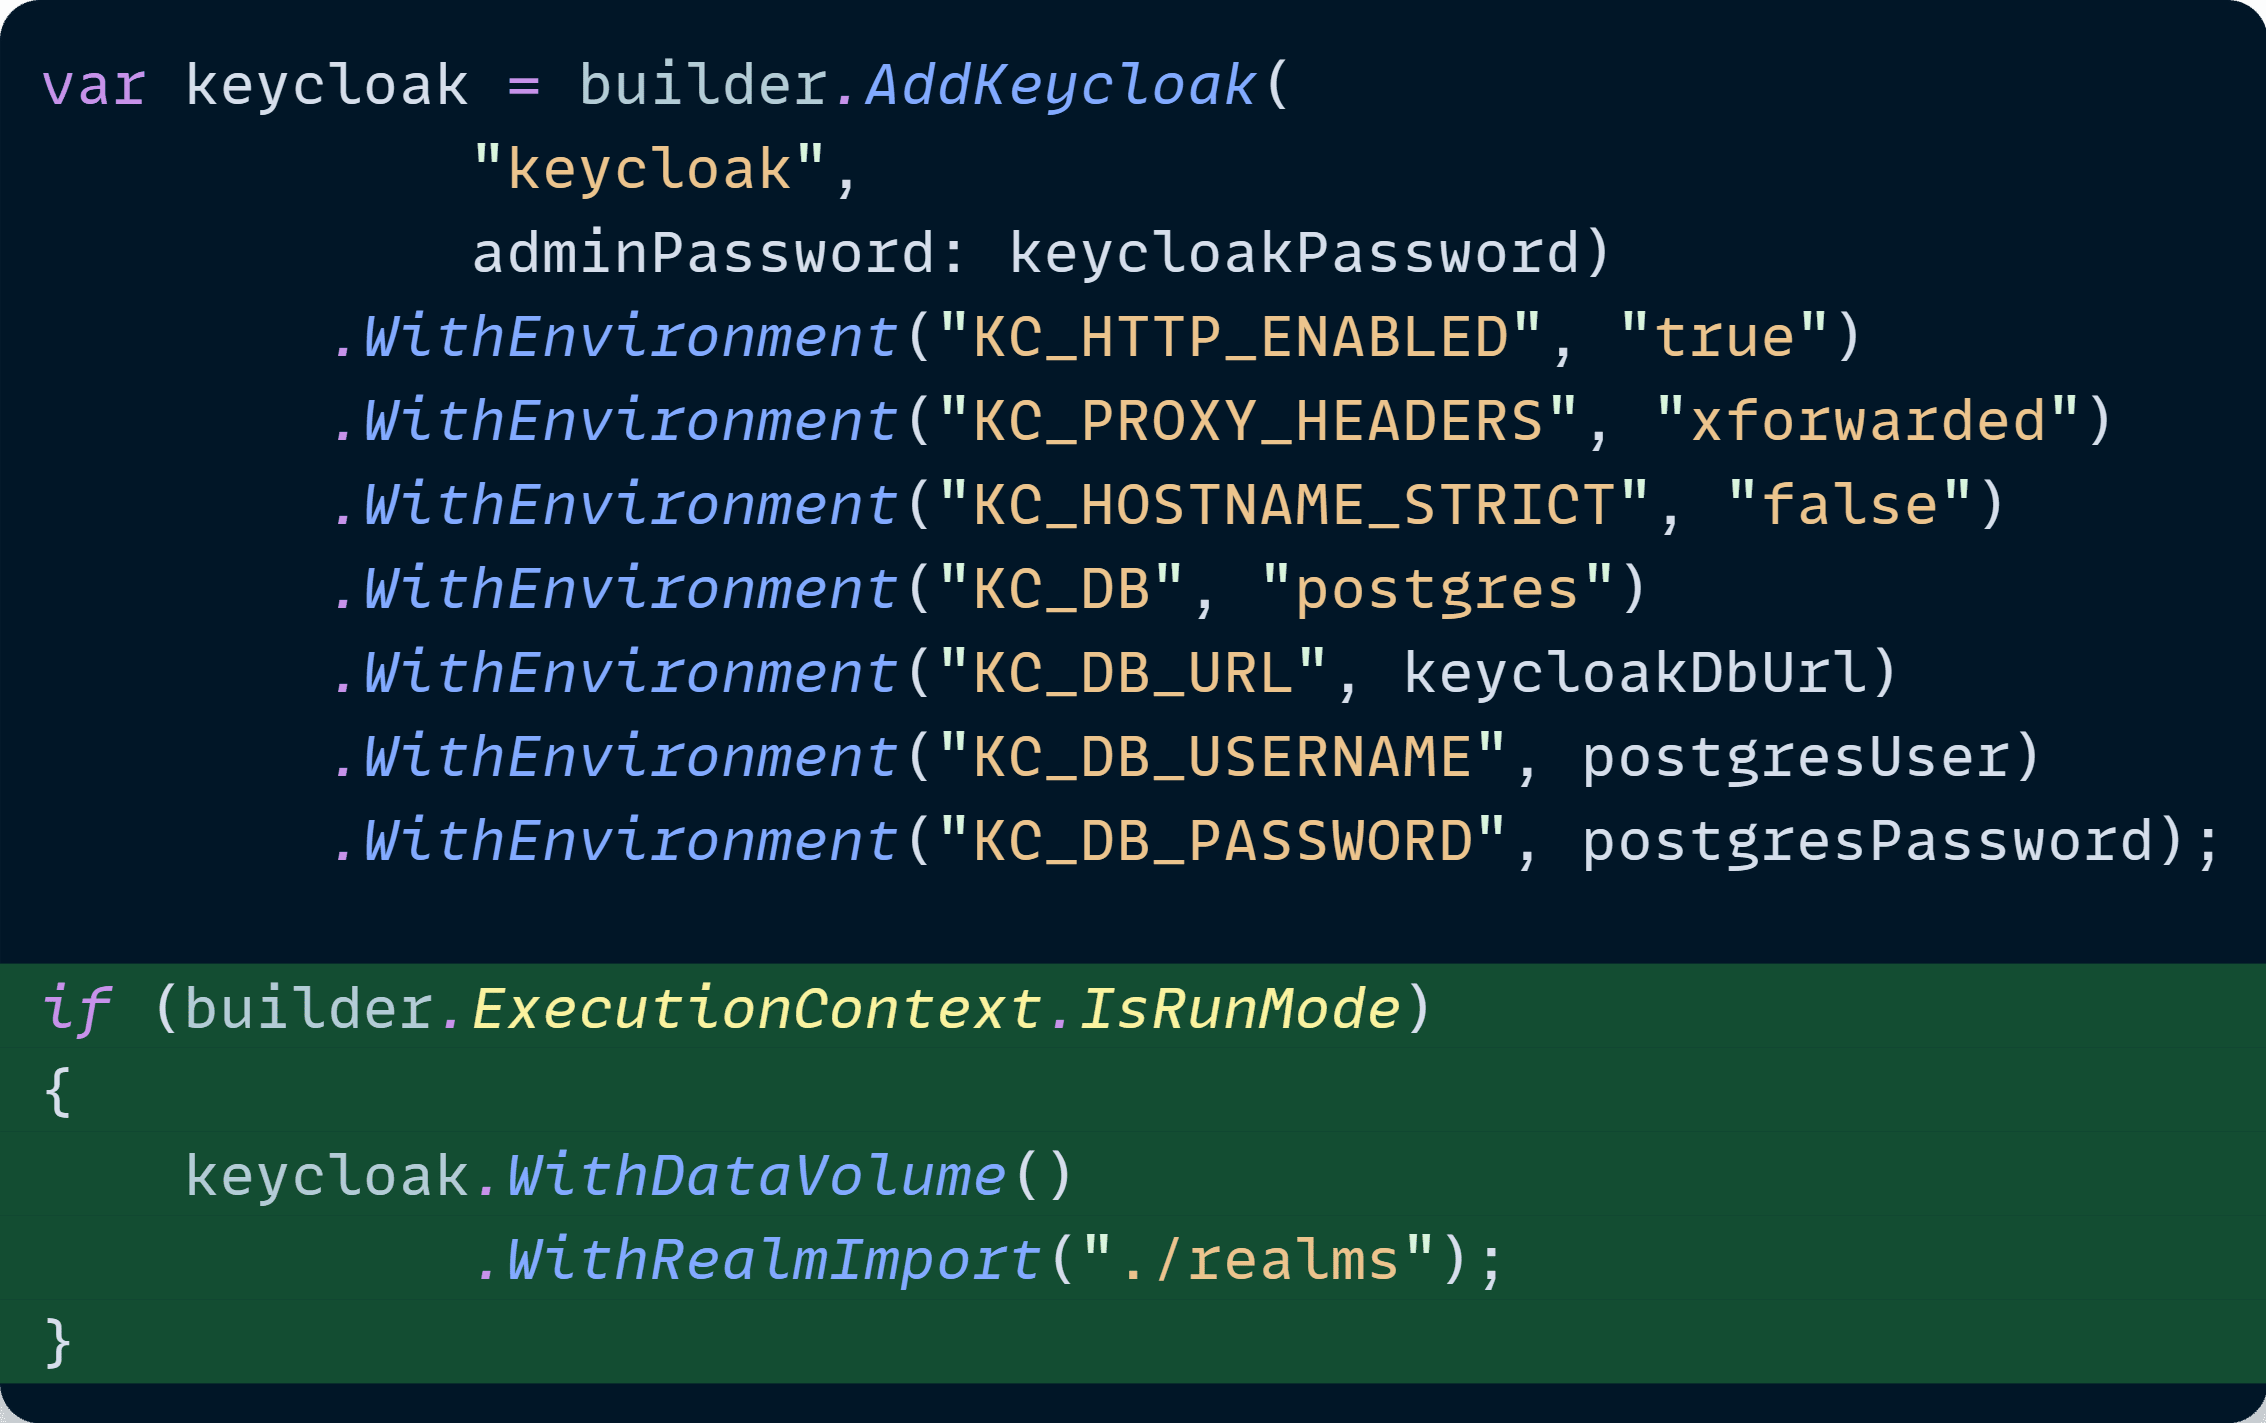 var keycloak = builder.AddKeycloak(
            "keycloak",
            adminPassword: keycloakPassword)
        .WithEnvironment("KC_HTTP_ENABLED", "true")
        .WithEnvironment("KC_PROXY_HEADERS", "xforwarded")
        .WithEnvironment("KC_HOSTNAME_STRICT", "false")
        .WithEnvironment("KC_DB", "postgres")
        .WithEnvironment("KC_DB_URL", keycloakDbUrl)
        .WithEnvironment("KC_DB_USERNAME", postgresUser)
        .WithEnvironment("KC_DB_PASSWORD", postgresPassword);

if (builder.ExecutionContext.IsRunMode)
{
    keycloak.WithDataVolume()
            .WithRealmImport("./realms");
}